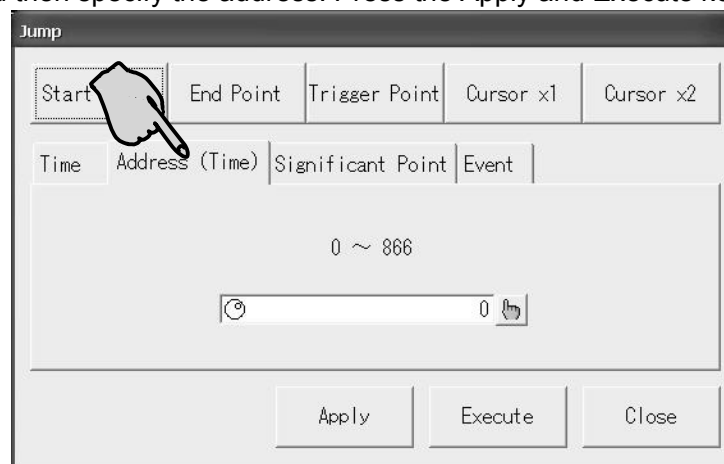 then specify the address. Press the Apply and Execute
Jump
Start End Point Trigger Point Cursor x1 Cursor x2
Time Address (Time) Significant Point Event
0 ～ 866
0
Apply Execute Close